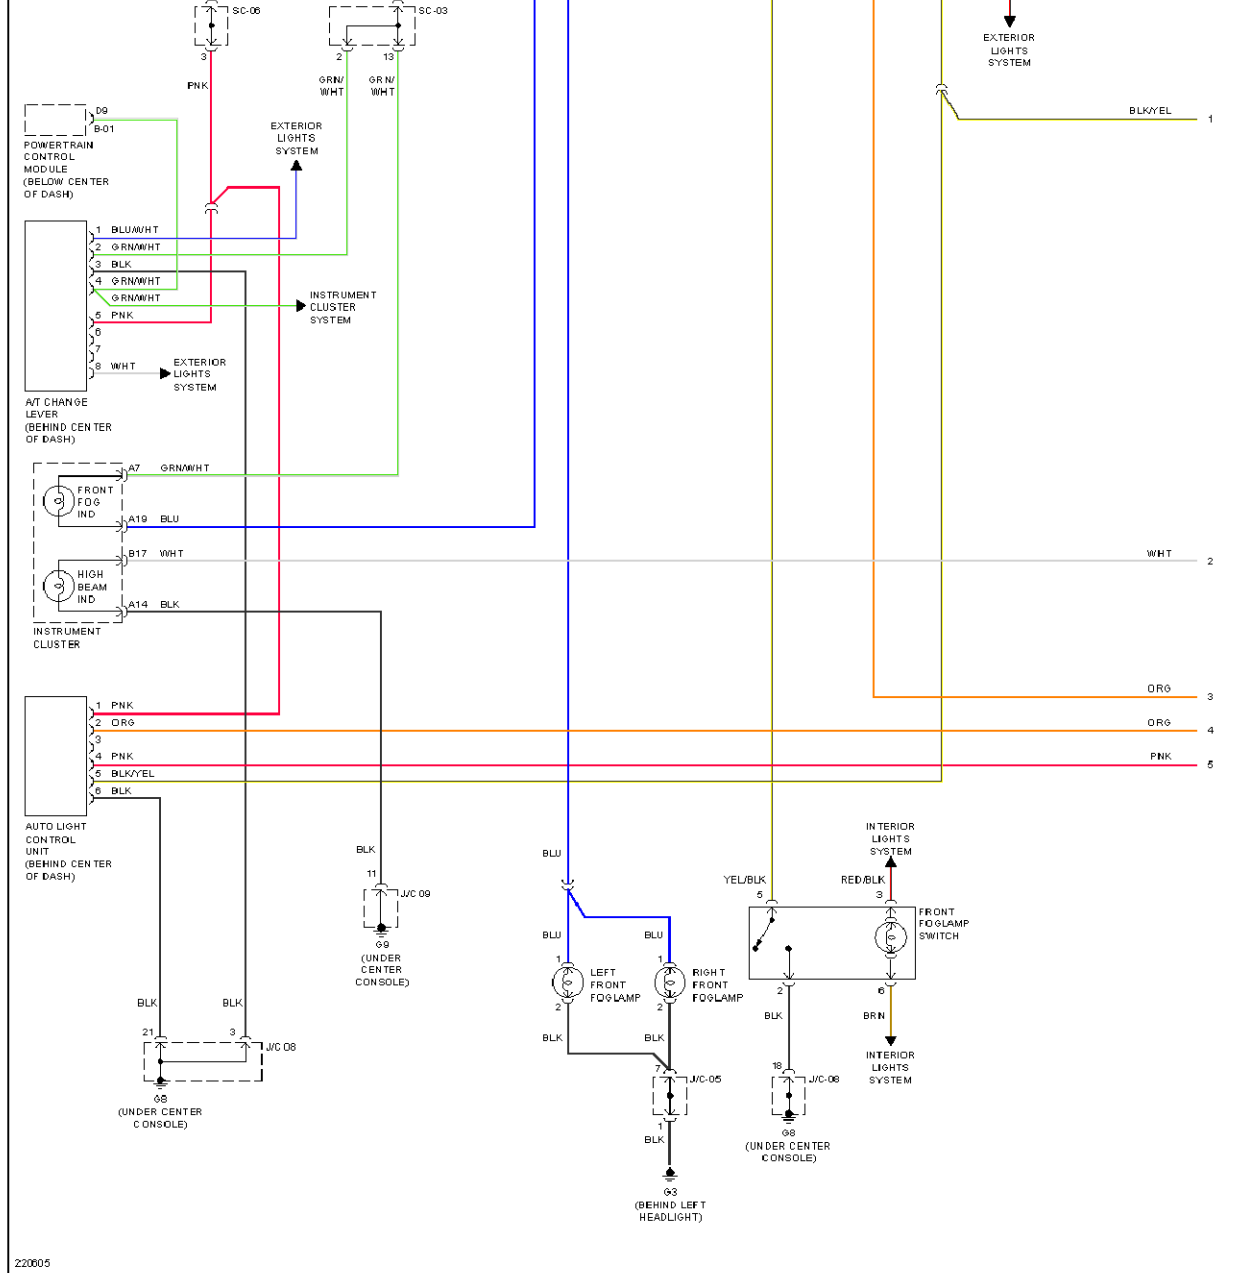 SC-06
SC-03
EXTERIOR
LIGHTS
SYSTEM
3
2
13
PNK
GRN/
WHT
GRN/
WHT
BLK/YEL
1
D9
B-01
POWERTRAIN
CONTROL
MODULE
(BELOW CENTER
OF DASH)
EXTERIOR
LIGHTS
SYSTEM
1 BLU/WHT
2 GRN/WHT
3 BLK
4 GRN/WHT
GRN/WHT
5 PNK
6
7
8 WHT
INSTRUMENT
CLUSTER
SYSTEM
EXTERIOR
LIGHTS
SYSTEM
A/T CHANGE
LEVER
(BEHIND CENTER
OF DASH)
A7 GRN/WHT
FRONT
FOG
IND
A19 BLU
B17 WHT
HIGH
BEAM
IND
A14 BLK
INSTRUMENT
CLUSTER
WHT 2
ORG 3
ORG 4
PNK 5
1 PNK
2 ORG
3
4 PNK
5 BLK/YEL
6 BLK
AUTO LIGHT
CONTROL
UNIT
(BEHIND CENTER
OF DASH)
BLK
11
J/C 09
G9
(UNDER
CENTER
CONSOLE)
BLK
BLK
21
3
J/C 08
G8
(UNDER CENTER
CONSOLE)
BLU
BLU
BLU
1
1
LEFT
FRONT
FOGLAMP
RIGHT
FRONT
FOGLAMP
2
2
BLK
BLK
7
J/C-05
1
BLK
G3
(BEHIND LEFT
HEADLIGHT)
INTERIOR
LIGHTS
SYSTEM
YEL/BLK
RED/BLK
5
3
FRONT
FOGLAMP
SWITCH
2
6
BLK
BRN
INTERIOR
LIGHTS
SYSTEM
18
J/C-08
G8
(UNDER CENTER
CONSOLE)
220605